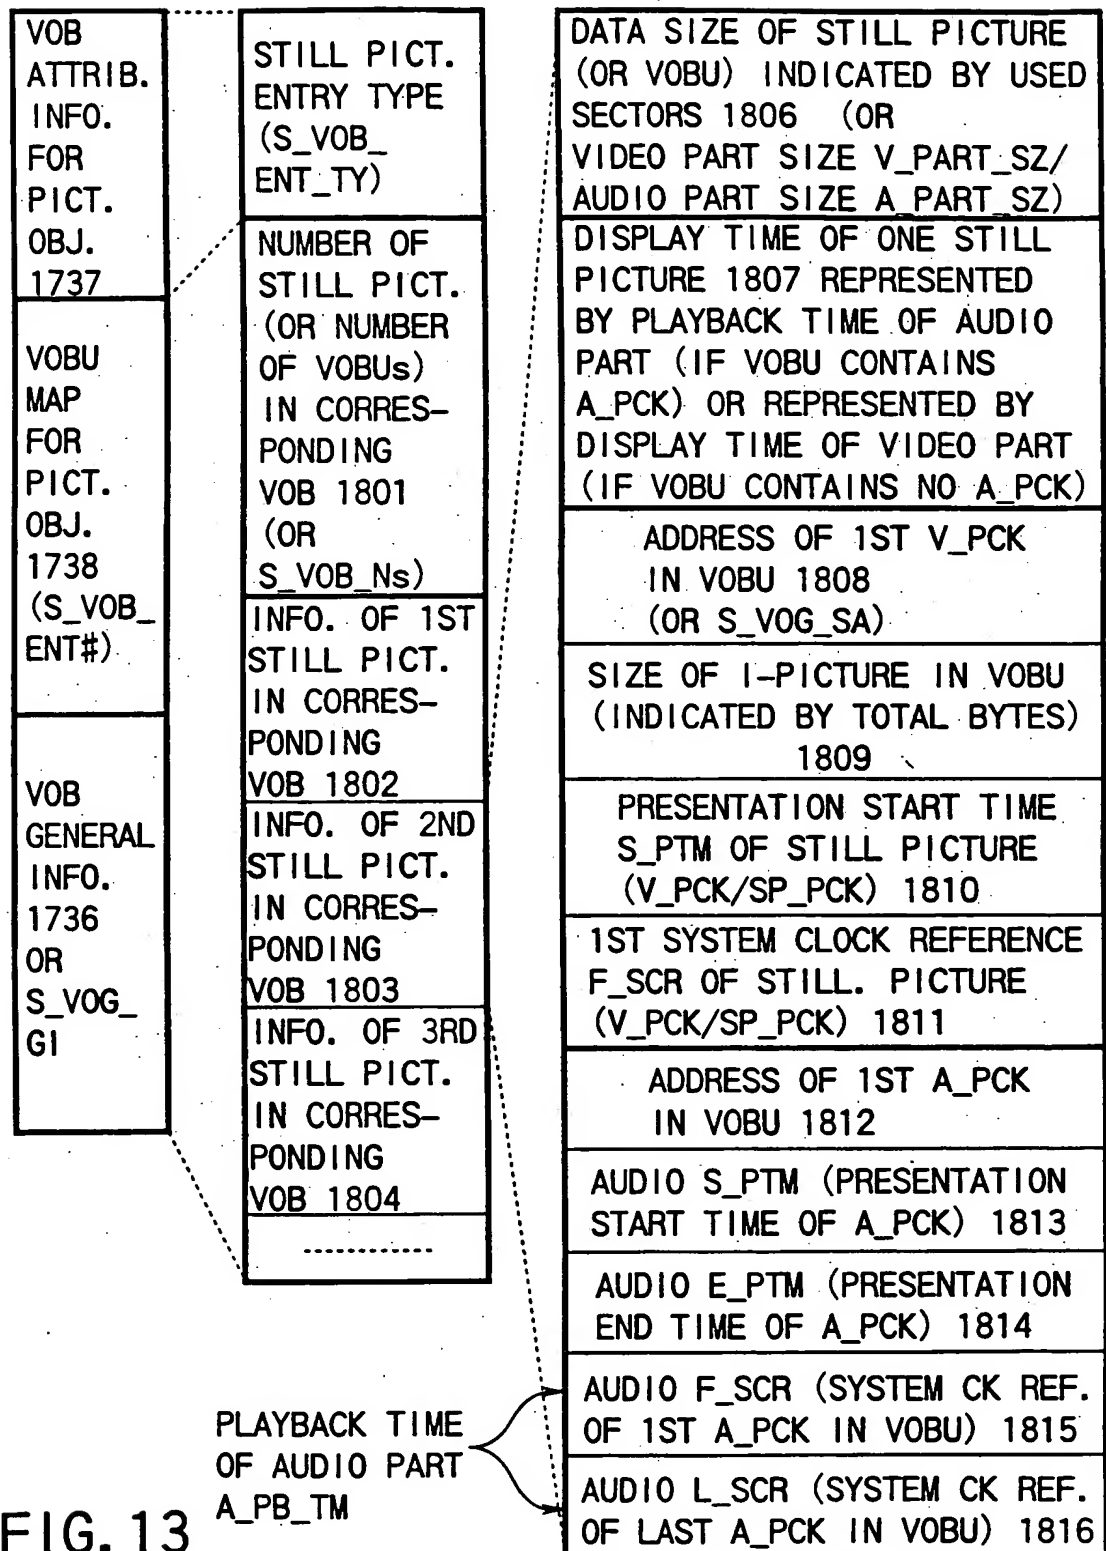 VOB
ATTRIB.
INFO.
FOR
PICT.
OBJ.
1737
VOBU
MAP
FOR
PICT.
OBJ.
1738
(S_VOB_
ENT#)
VOB
GENERAL
INFO.
1736
OR
S_VOG_
GI
STILL PICT.
ENTRY TYPE
(S_VOB_
ENT_TY)
NUMBER OF
STILL PICT.
(OR NUMBER
OF VOBUs)
IN CORRES-
PONDING
VOB 1801
(OR
S_VOB_Ns)
INFO. OF 1ST
STILL PICT.
IN CORRES-
PONDING
VOB 1802
INFO. OF 2ND
STILL PICT.
IN CORRES-
PONDING
VOB 1803
INFO. OF 3RD
STILL PICT.
IN CORRES-
PONDING
VOB 1804
DATA SIZE OF STILL PICTURE
(OR VOBU) INDICATED BY USED
SECTORS 1806 (OR
VIDEO PART SIZE V_PART_SZ/
AUDIO PART SIZE A_PART_SZ)
DISPLAY TIME OF ONE STILL
PICTURE 1807 REPRESENTED
BY PLAYBACK TIME OF AUDIO
PART (IF VOBU CONTAINS
A_PCK) OR REPRESENTED BY
DISPLAY TIME OF VIDEO PART
(IF VOBU CONTAINS NO A_PCK)
ADDRESS OF 1ST V_PCK
IN VOBU 1808
(OR S_VOG_SA)
SIZE OF I-PICTURE IN VOBU
(INDICATED BY TOTAL BYTES)
1809
PRESENTATION START TIME
S_PTM OF STILL PICTURE
(V_PCK/SP_PCK) 1810
1ST SYSTEM CLOCK REFERENCE
F_SCR OF STILL. PICTURE
(V_PCK/SP_PCK) 1811
ADDRESS OF 1ST A_PCK
IN VOBU 1812
AUDIO S_PTM (PRESENTATION
START TIME OF A_PCK) 1813
AUDIO E_PTM (PRESENTATION
END TIME OF A_PCK) 1814
AUDIO F_SCR (SYSTEM CK REF.
OF 1ST A_PCK IN VOBU) 1815
AUDIO L_SCR (SYSTEM CK REF.
OF LAST A_PCK IN VOBU) 1816
PLAYBACK TIME
OF AUDIO PART
A_PB_TM
FIG. 13